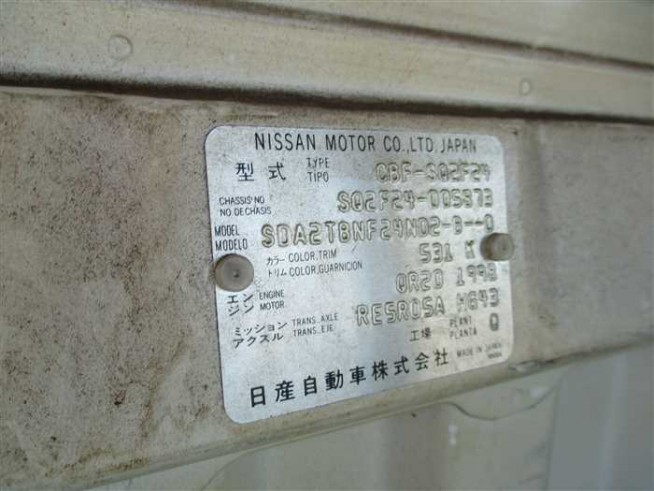 NISSAN MOTOR CO.,LTD. JAPAN
型式 TYPE TIPO CBF-SQ2F24
CHASSIS NO NO DE CHASIS SQ2F24-005973
MODEL MODELO SDA2TBNF24NO2-B--0
カラー COLOR,TRIM トリム COLOR,GUARNICION 531 K
エンジン ENGINE MOTOR QR20 1998
ミッション アクスル TRANS. AXLE TRANS. EJE RE5R05A H843
工場 PLANT PLANTA Q
日産自動車株式会社 MADE IN JAPAN